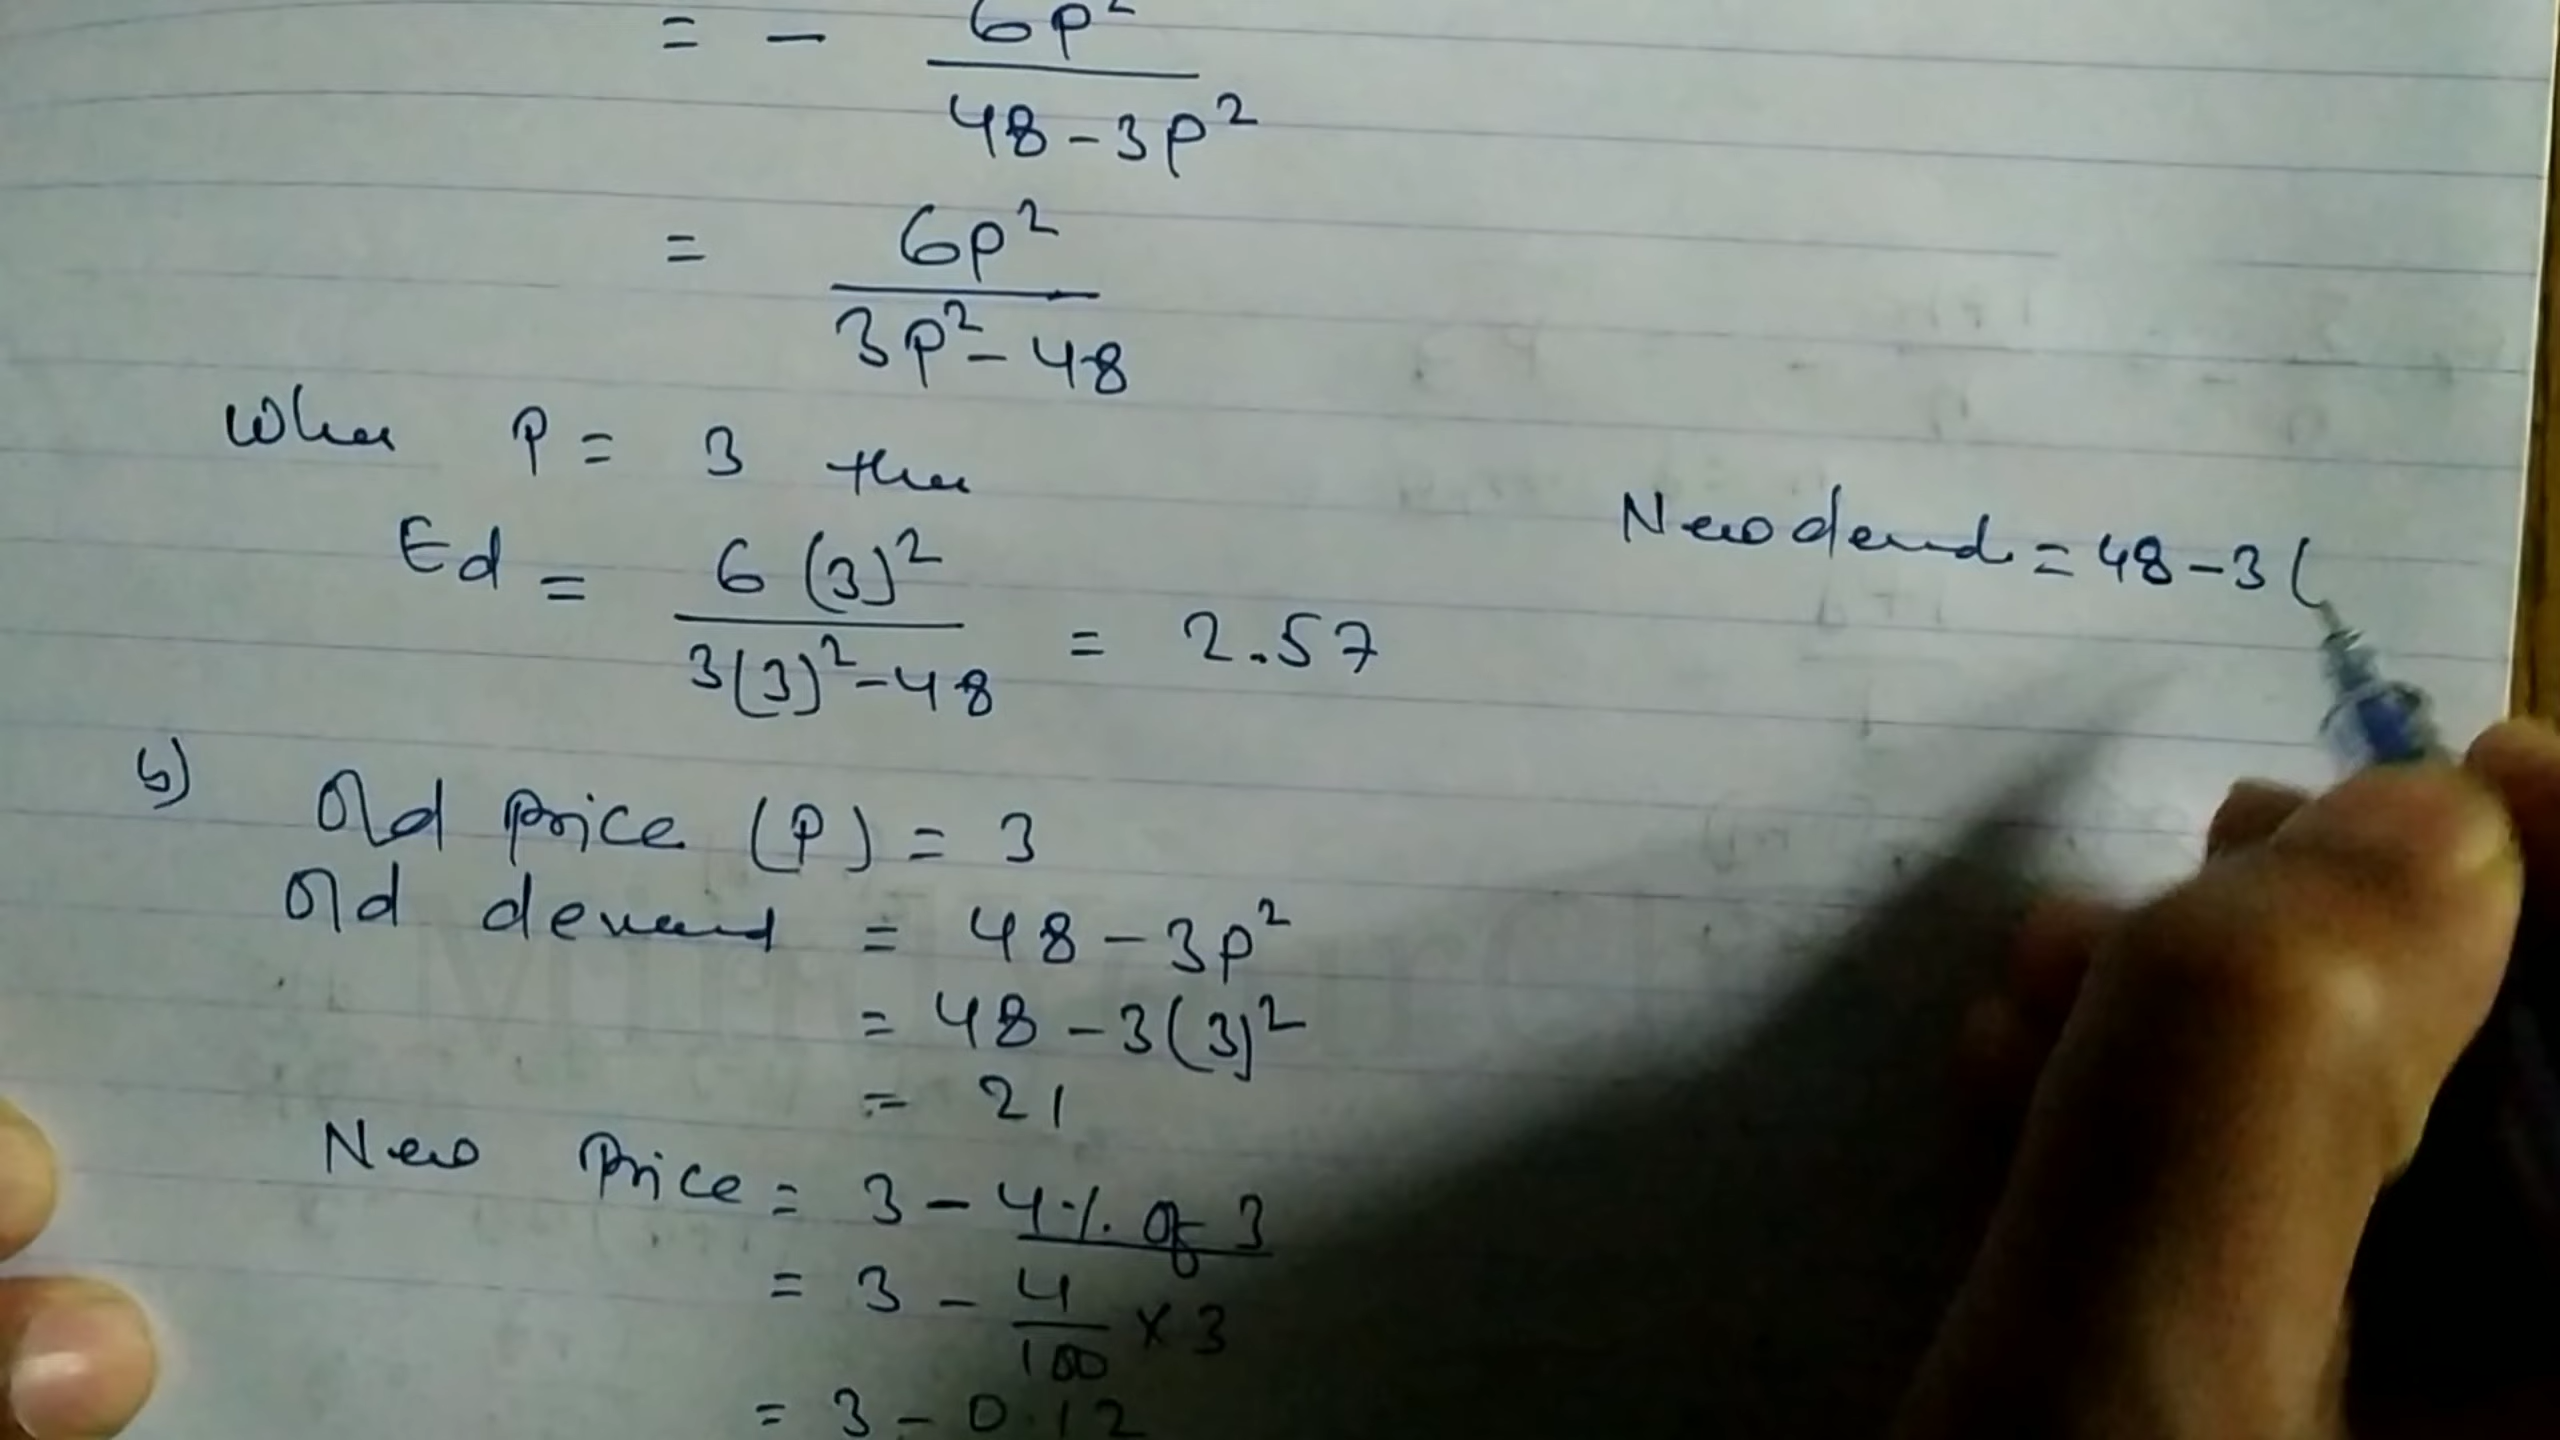 = - 6p²
48-3p²
= 6p²
3p²-48
When P = 3 then
Ed = 6(3)²
3(3)²-48 = 2.57
b) Old price (P) = 3
Old demand = 48-3p²
= 48-3(3)²
= 21
New Price = 3-4% of 3
= 3 - 4
100 × 3
= 3-0.12
New demand = 48-3(